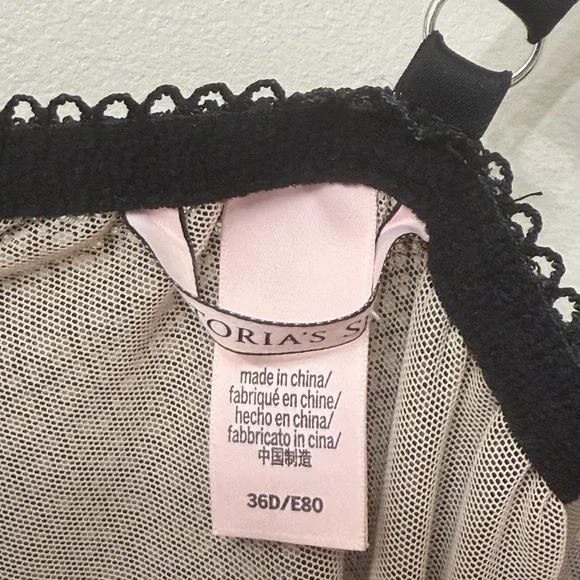 TORIA'S S
made in china/
fabriqué en chine/
hecho en china/
fabbricato in cina/
中国制造
36D/E80